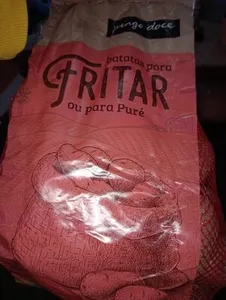 pingo doce
batatas para
FRITAR
ou para Puré